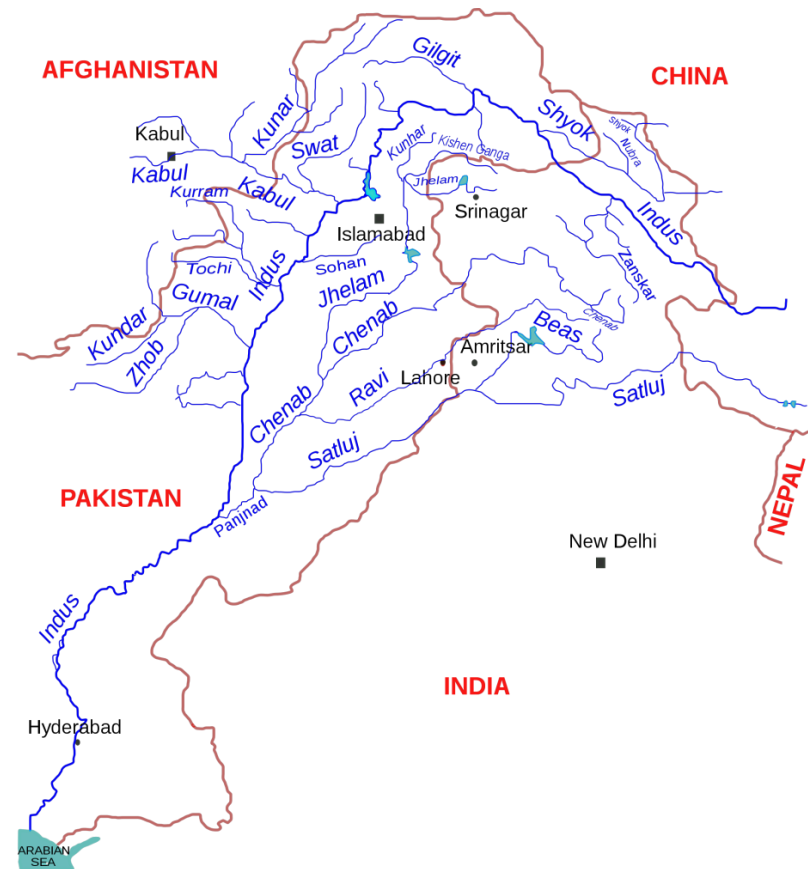 Gilgit
AFGHANISTAN
CHINA
Kunar
Shyok
Shyok
Kabul
Swat
Kunhar
Kishen Ganga
Nubra
Kabul
Kurram
Kabul
Jhelam
Srinagar
Indus
Islamabad
Indus
Sohan
Zanskar
Tochi
Jhelam
Gumal
Chenab
Chenab
Beas
Kundar
Zhob
Amritsar
Lahore
Ravi
Satluj
Chenab
Satluj
PAKISTAN
Panjnad
NEPAL
New Delhi
Indus
INDIA
Hyderabad
ARABIAN
SEA